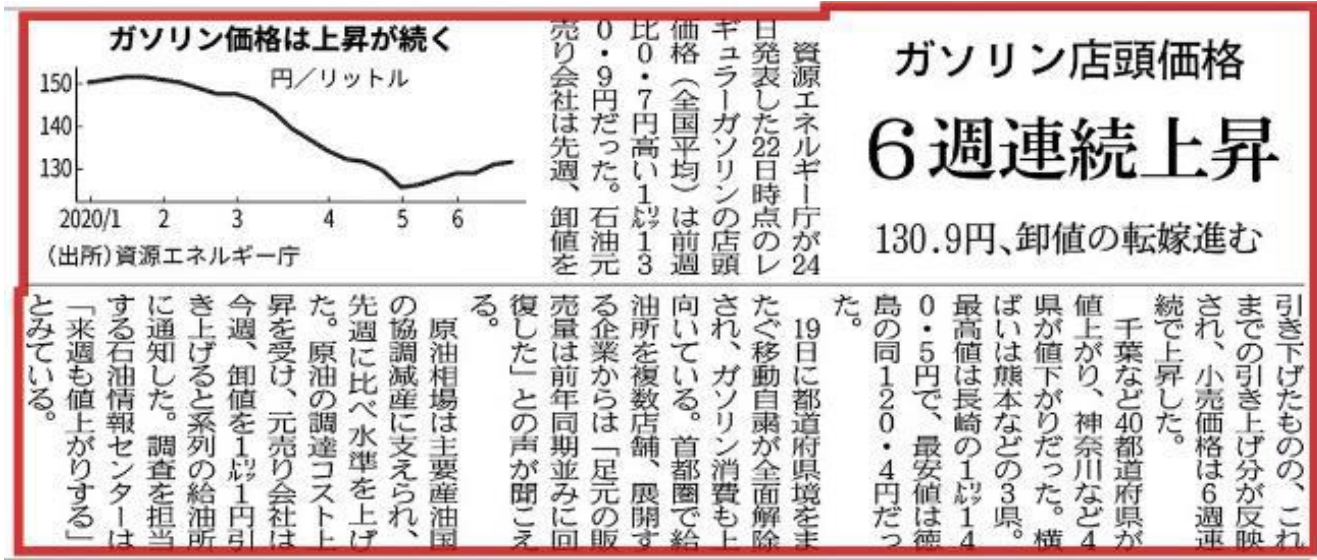 ガソリン店頭価格
6週連続上昇
130.9円、卸値の転嫁進む
資源エネルギー庁が24
日発表した22日時点のレ
ギュラーガソリンの店頭
価格（全国平均）は前週
比0・7円高い1㍑13
0・9円だった。石油元
売り会社は先週、卸値を
引き下げたものの、これ
までの引き上げ分が反映
され、小売価格は6週連
続で上昇した。
千葉など40都道府県が
値上がり、神奈川など4
県が値下がりだった。横
ばいは熊本などの3県。
最高値は長崎の1㍑14
0・5円で、最安値は徳
島の同120・4円だっ
た。
19日に都道府県境をま
たぐ移動自粛が全面解除
され、ガソリン消費も上
向いている。首都圏で給
油所を複数店舗、展開す
る企業からは「足元の販
売量は前年同期並みに回
復した」との声が聞こえ
る。
原油相場は主要産油国
の協調減産に支えられ、
先週に比べ水準を上げ
た。原油の調達コスト上
昇を受け、元売り会社は
今週、卸値を1㍑1円引
き上げると系列の給油所
に通知した。調査を担当
する石油情報センターは
「来週も値上がりする」
とみている。
ガソリン価格は上昇が続く
円／リットル
150
140
130
2020/1 2 3 4 5 6
（出所）資源エネルギー庁